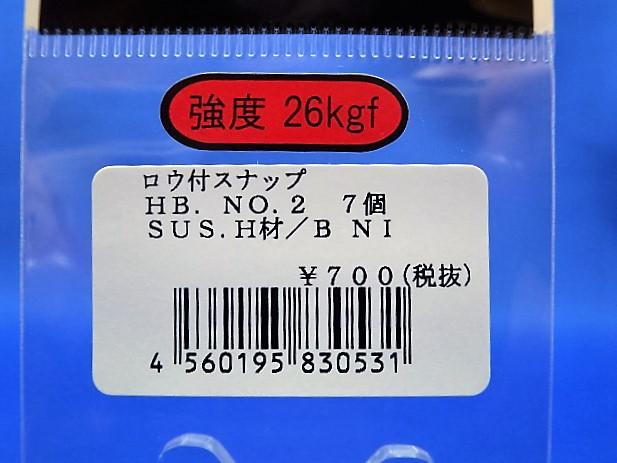 強度 26kgf
ロウ付スナップ
ＨＢ．ＮＯ．２　７個
ＳＵＳ．Ｈ材／Ｂ ＮＩ
￥７００(税抜)
4 560195 830531